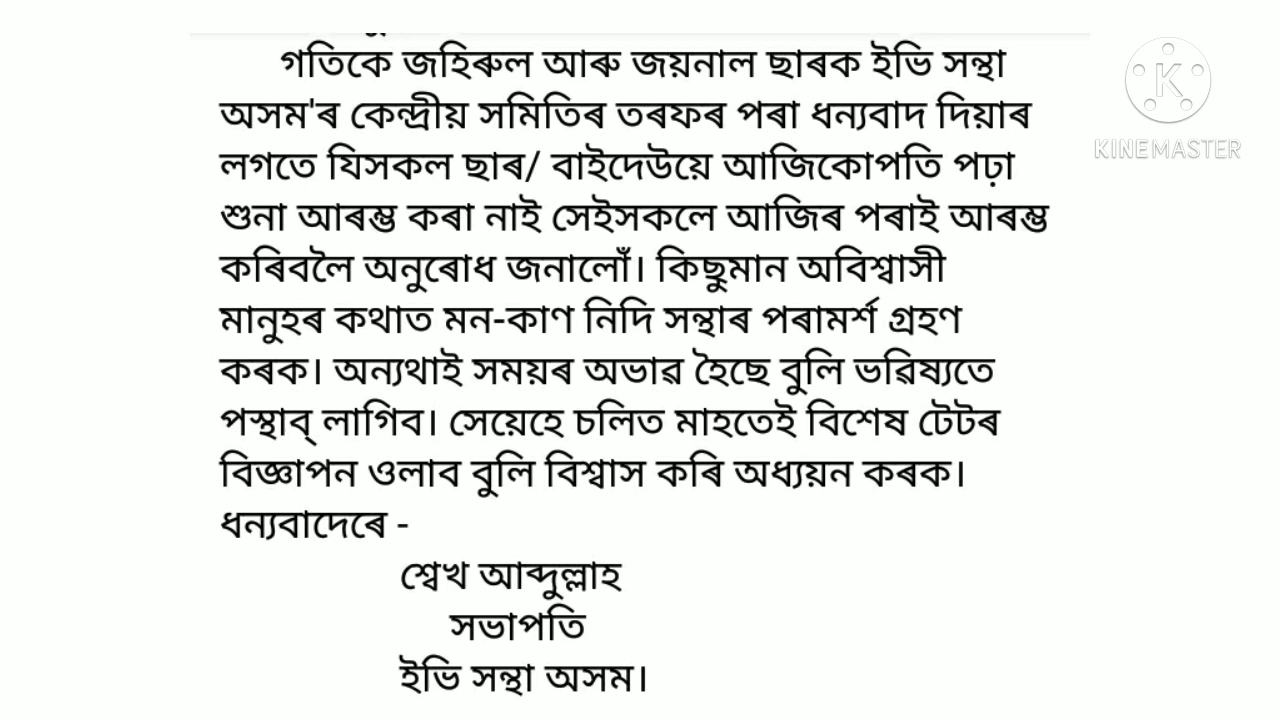 গতিকে জহিৰুল আৰু জয়নাল ছাৰক ইভি সন্থা
অসম'ৰ কেন্দ্ৰীয় সমিতিৰ তৰফৰ পৰা ধন্যবাদ দিয়াৰ
লগতে যিসকল ছাৰ/ বাইদেউয়ে আজিকোপতি পঢ়া
শুনা আৰম্ভ কৰা নাই সেইসকলে আজিৰ পৰাই আৰম্ভ
কৰিবলৈ অনুৰোধ জনালোঁ। কিছুমান অবিশ্বাসী
মানুহৰ কথাত মন-কাণ নিদি সন্থাৰ পৰামৰ্শ গ্ৰহণ
কৰক। অন্যথাই সময়ৰ অভাৱ হৈছে বুলি ভৱিষ্যতে
পস্থাব্ লাগিব। সেয়েহে চলিত মাহতেই বিশেষ টেটৰ
বিজ্ঞাপন ওলাব বুলি বিশ্বাস কৰি অধ্যয়ন কৰক।
ধন্যবাদেৰে -
শ্বেখ আব্দুল্লাহ
সভাপতি
ইভি সন্থা অসম।
KINEMASTER